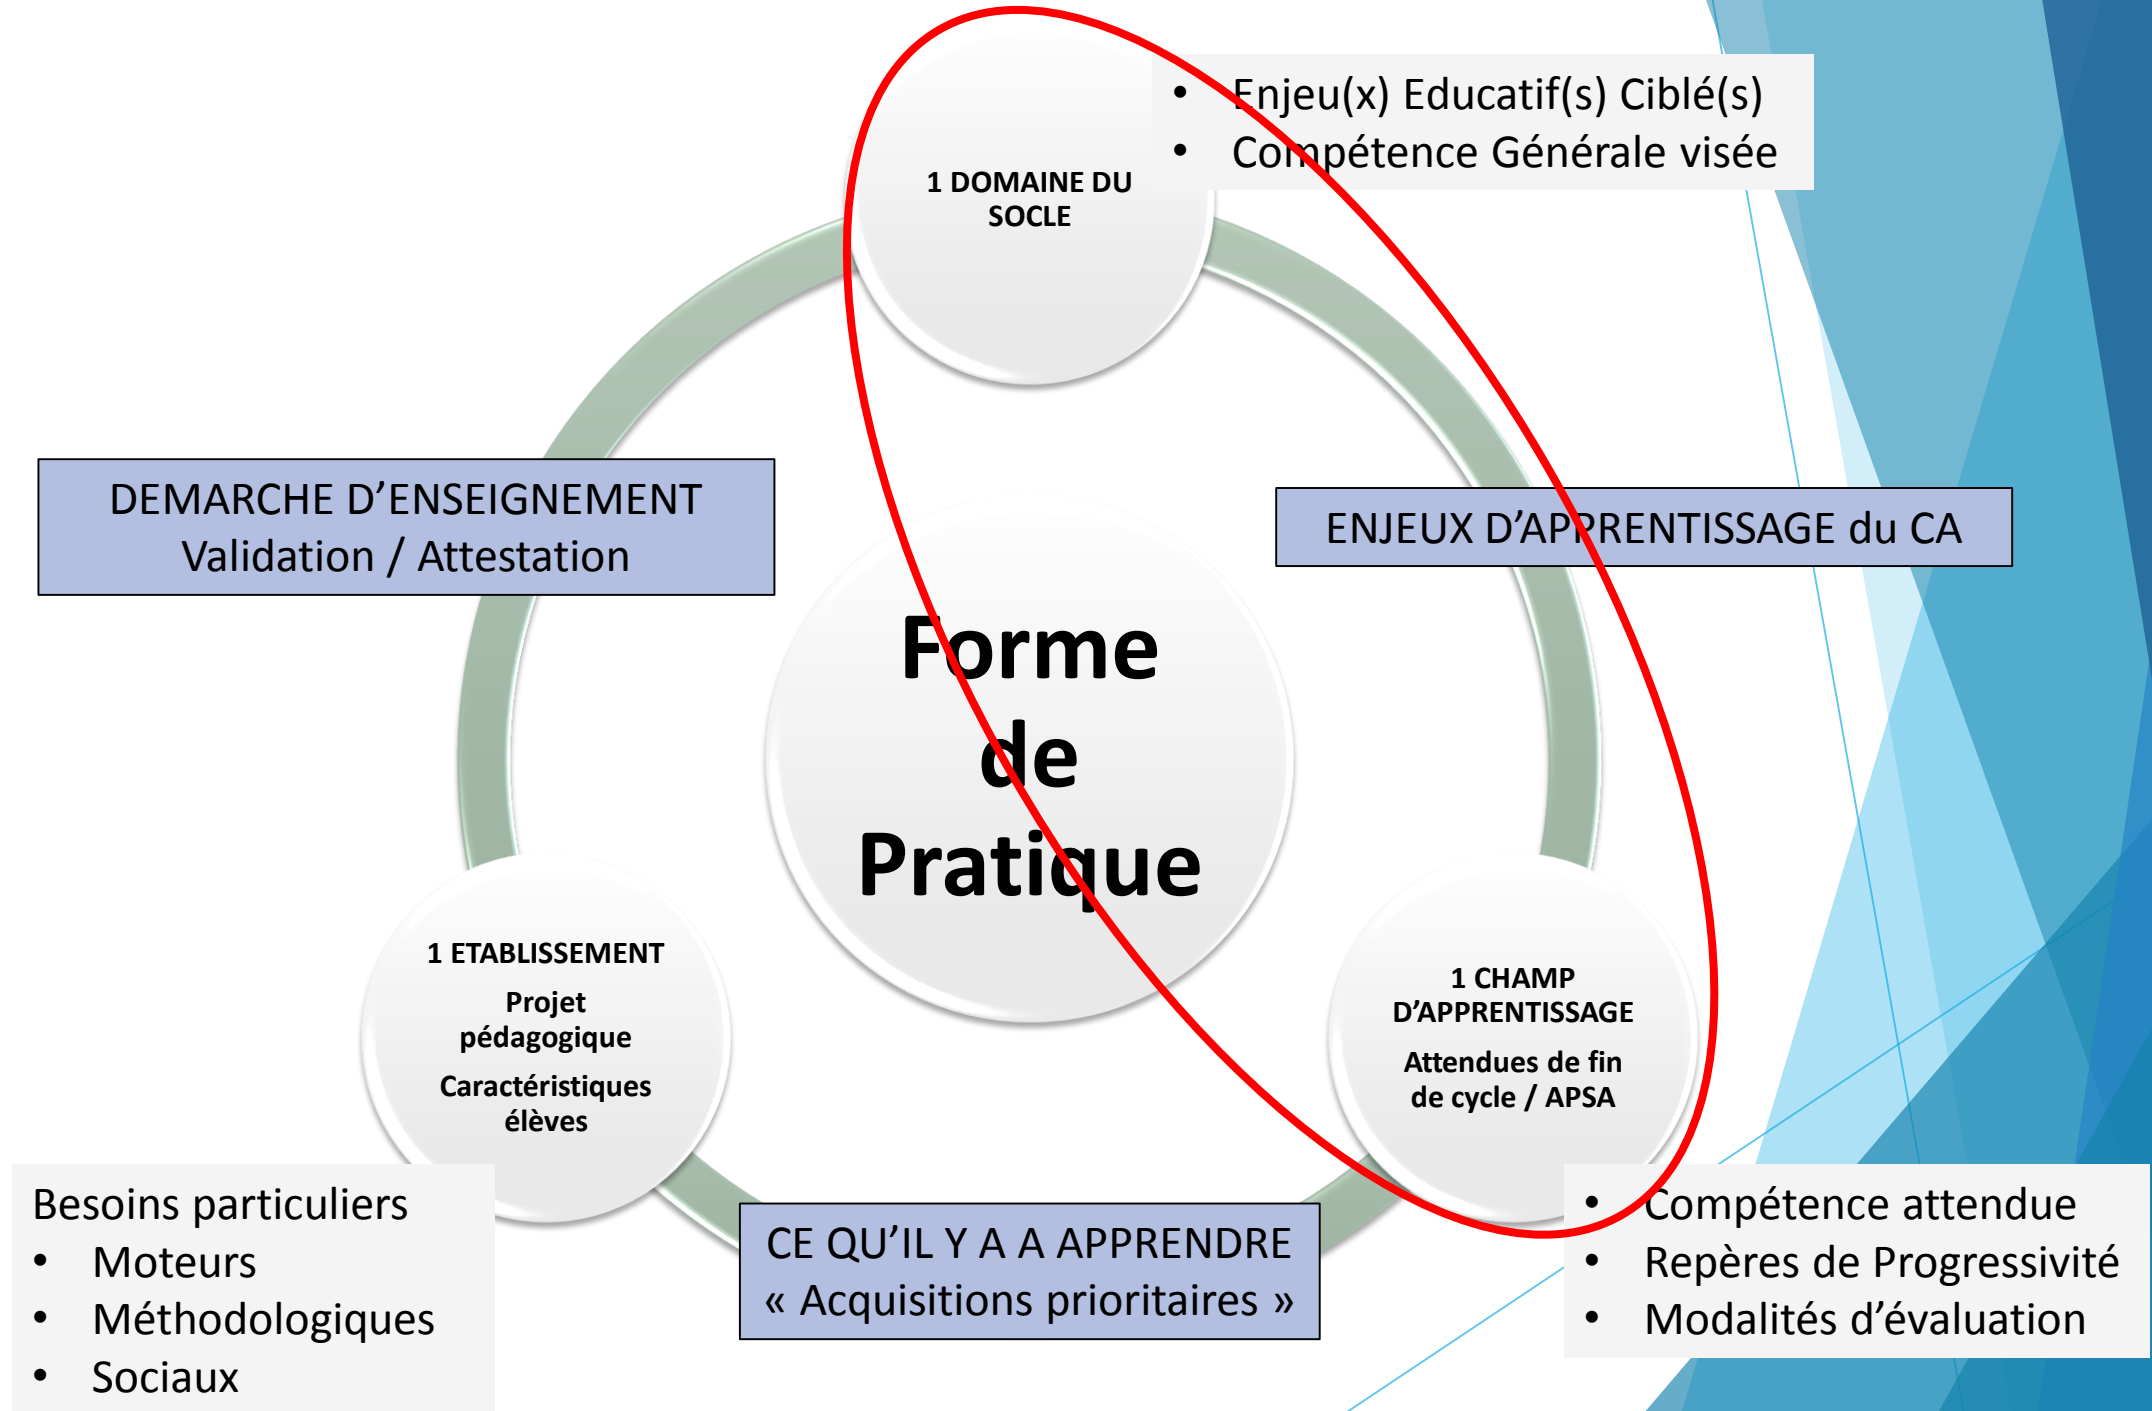 • Enjeu(x) Educatif(s) Ciblé(s)
• Compétence Générale visée
1 DOMAINE DU
SOCLE
DEMARCHE D’ENSEIGNEMENT
Validation / Attestation
ENJEUX D’APPRENTISSAGE du CA
Forme
de
Pratique
1 ETABLISSEMENT
Projet
pédagogique
Caractéristiques
élèves
1 CHAMP
D’APPRENTISSAGE
Attendues de fin
de cycle / APSA
Besoins particuliers
• Moteurs
• Méthodologiques
• Sociaux
CE QU’IL Y A A APPRENDRE
« Acquisitions prioritaires »
• Compétence attendue
• Repères de Progressivité
• Modalités d’évaluation